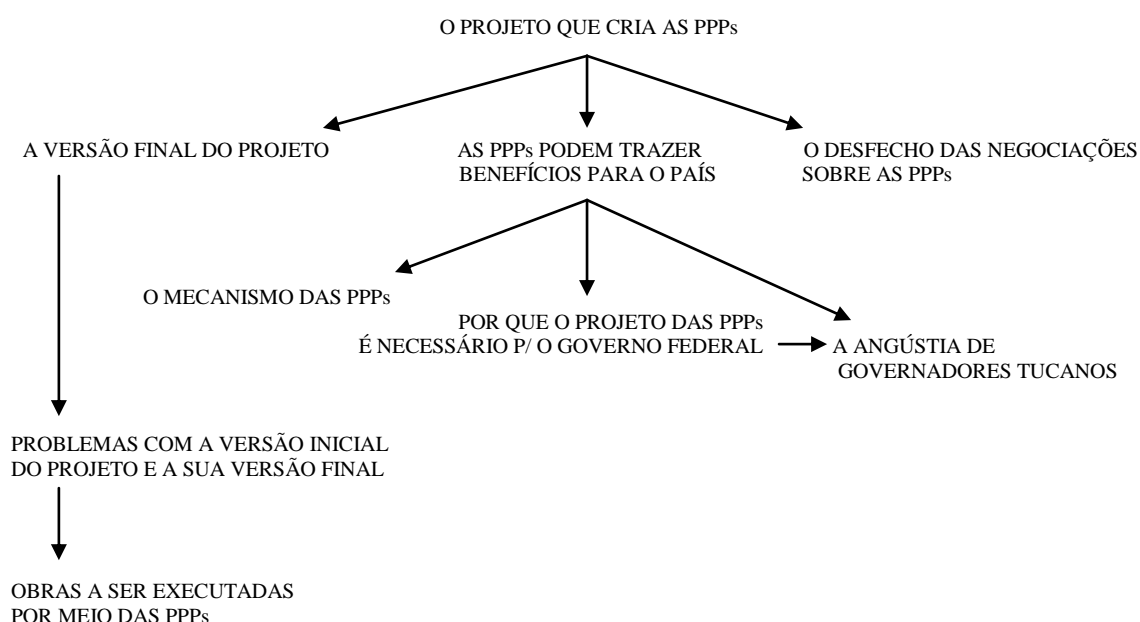 O PROJETO QUE CRIA AS PPPs
A VERSÃO FINAL DO PROJETO
AS PPPs PODEM TRAZER
BENEFÍCIOS PARA O PAÍS
O DESFECHO DAS NEGOCIAÇÕES
SOBRE AS PPPs
O MECANISMO DAS PPPs
POR QUE O PROJETO DAS PPPs
É NECESSÁRIO P/ O GOVERNO FEDERAL
A ANGÚSTIA DE
GOVERNADORES TUCANOS
PROBLEMAS COM A VERSÃO INICIAL
DO PROJETO E A SUA VERSÃO FINAL
OBRAS A SER EXECUTADAS
POR MEIO DAS PPPs